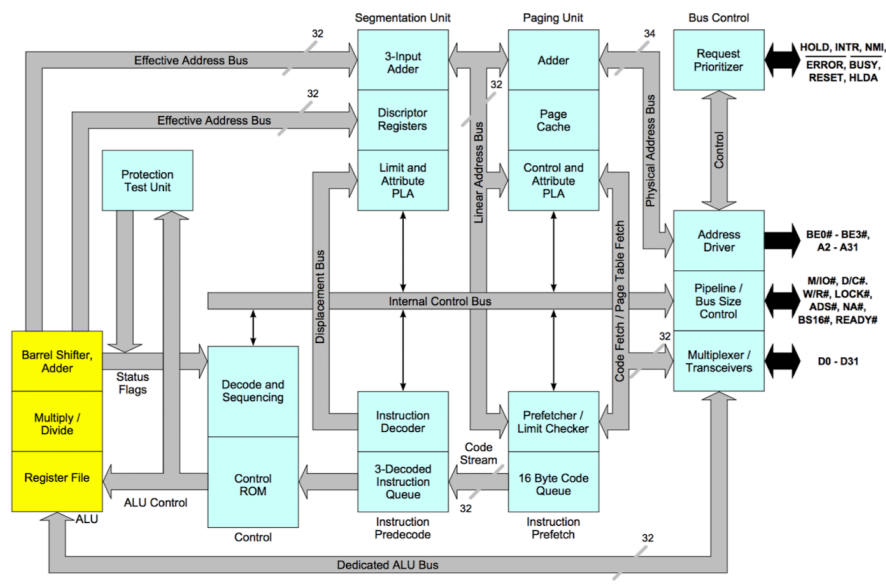 Segmentation Unit
Paging Unit
Bus Control
32
Effective Address Bus
3-Input
Adder
Adder
34
Request
Prioritizer
HOLD, INTR, NMI,
ERROR, BUSY,
RESET, HLDA
32
Effective Address Bus
Discriptor
Registers
32
Page
Cache
Protection
Test Unit
Limit and
Attribute
PLA
Linear Address Bus
Control and
Attribute
PLA
Physical Address Bus
Control
Address
Driver
BE0# - BE3#,
A2 - A31
Displacement Bus
Internal Control Bus
Code Fetch / Page Table Fetch
Pipeline /
Bus Size
Control
M/IO#, D/C#.
W/R#, LOCK#,
ADS#, NA#,
BS16#, READY#
Barrel Shifter,
Adder
Status
Flags
32
Multiplexer /
Transceivers
D0 - D31
Decode and
Sequencing
Multiply /
Divide
Instruction
Decoder
Prefetcher /
Limit Checker
Code
Stream
Register File
ALU Control
Control
ROM
3-Decoded
Instruction
Queue
32
16 Byte Code
Queue
ALU
Control
Instruction
Predecode
Instruction
Prefetch
32
Dedicated ALU Bus